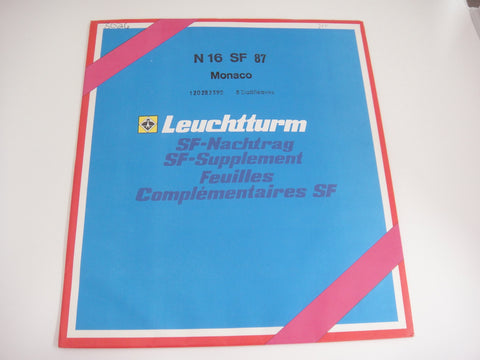 N 16 SF 87
Monaco
Leuchtturm
SF-Nachtrag
SF-Supplement
Feuilles
Complémentaires SF